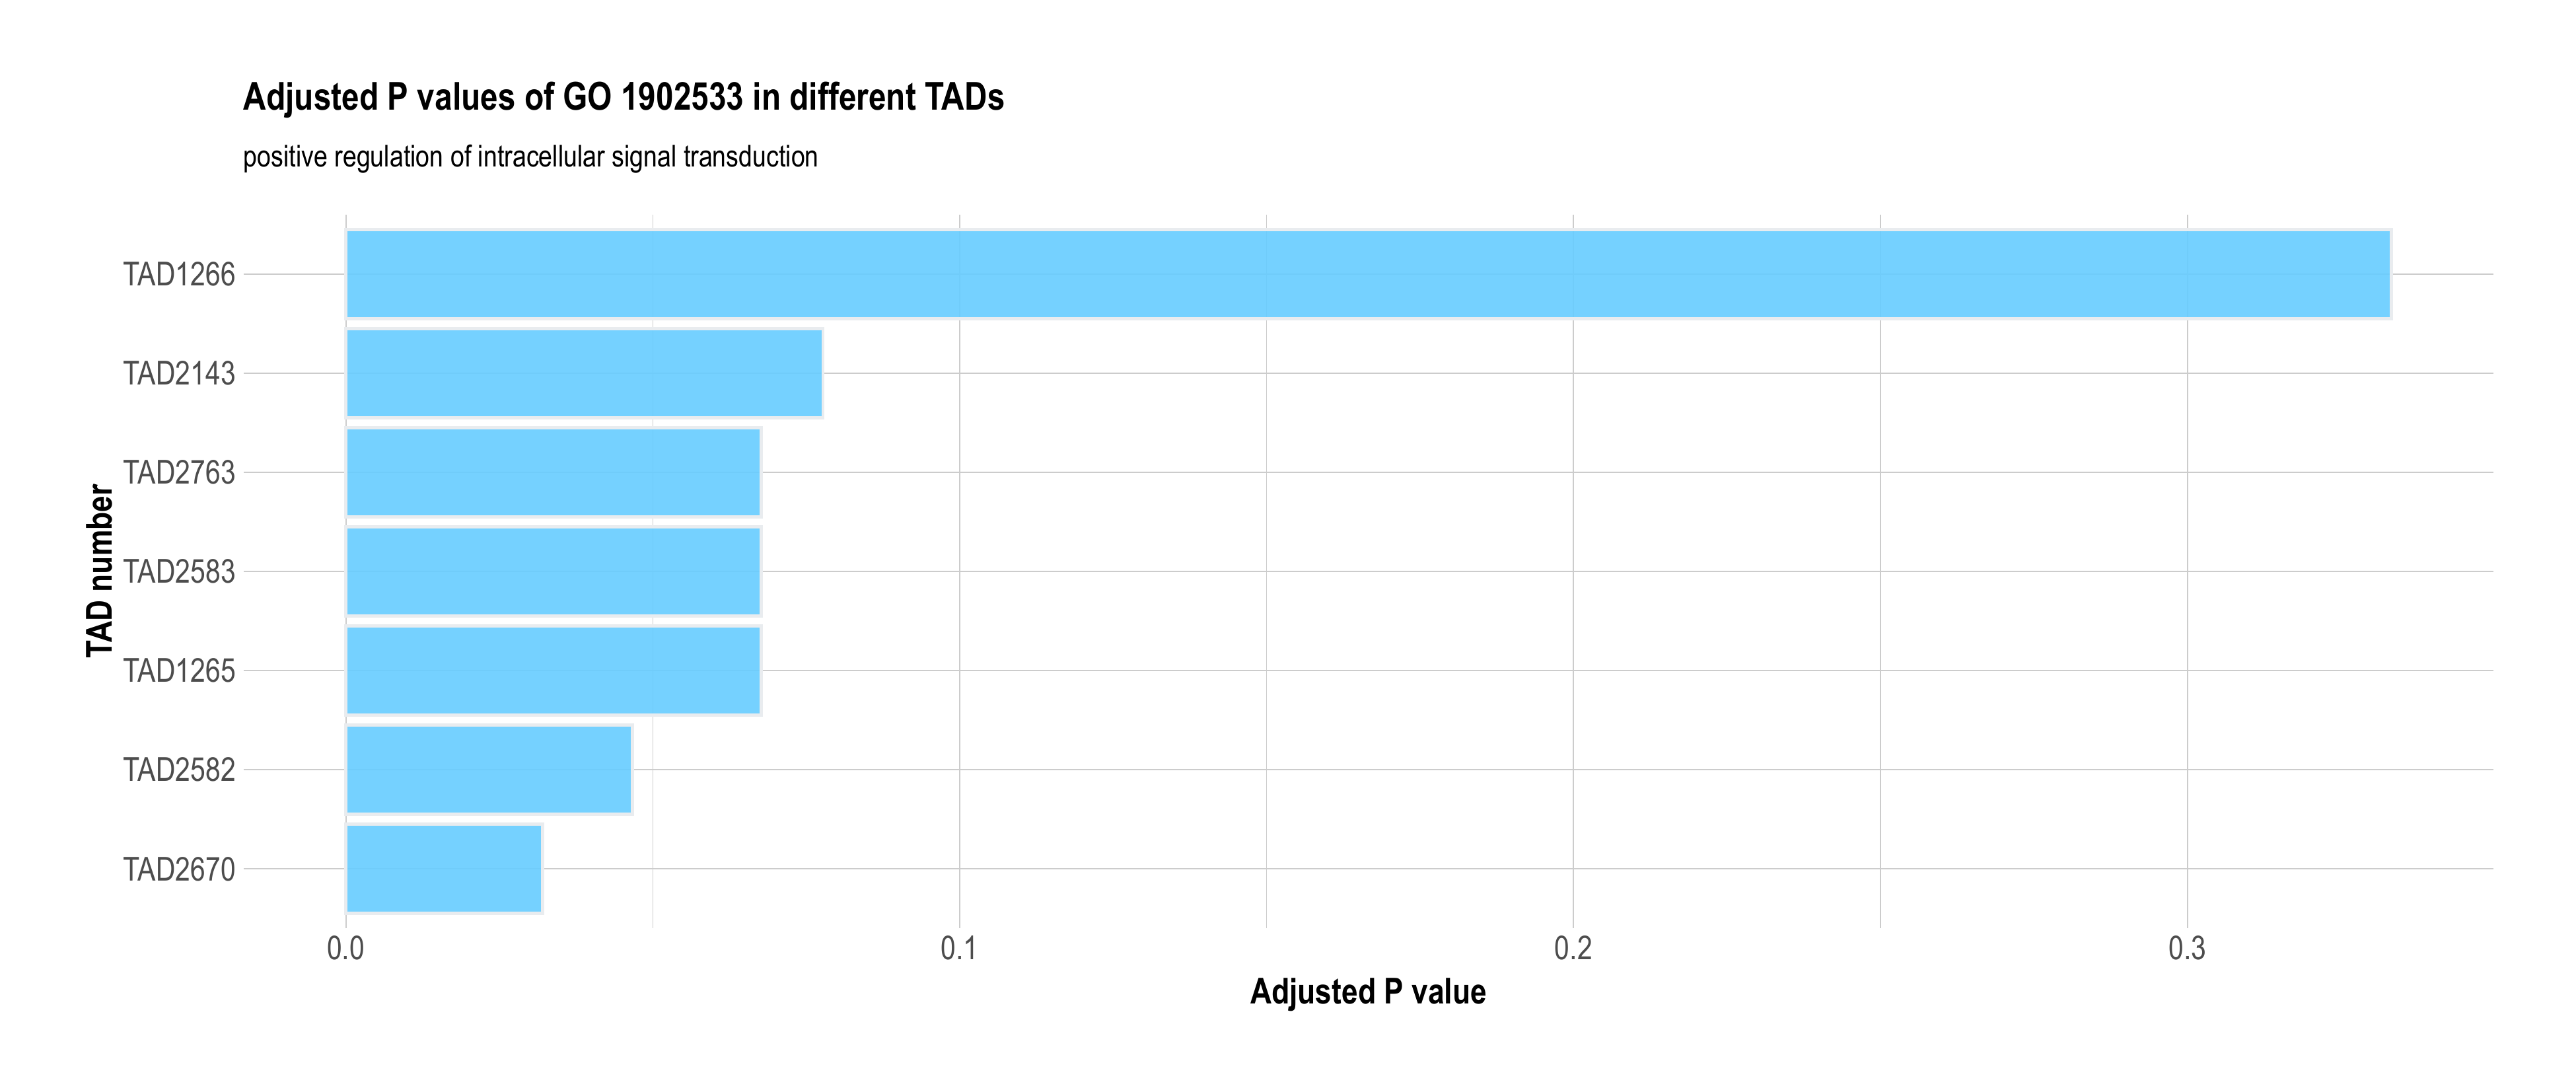 Adjusted P values of GO 1902533 in different TADs
positive regulation of intracellular signal transduction
TAD number
TAD1266
TAD2143
TAD2763
TAD2583
TAD1265
TAD2582
TAD2670
0.0 0.1 0.2 0.3
Adjusted P value